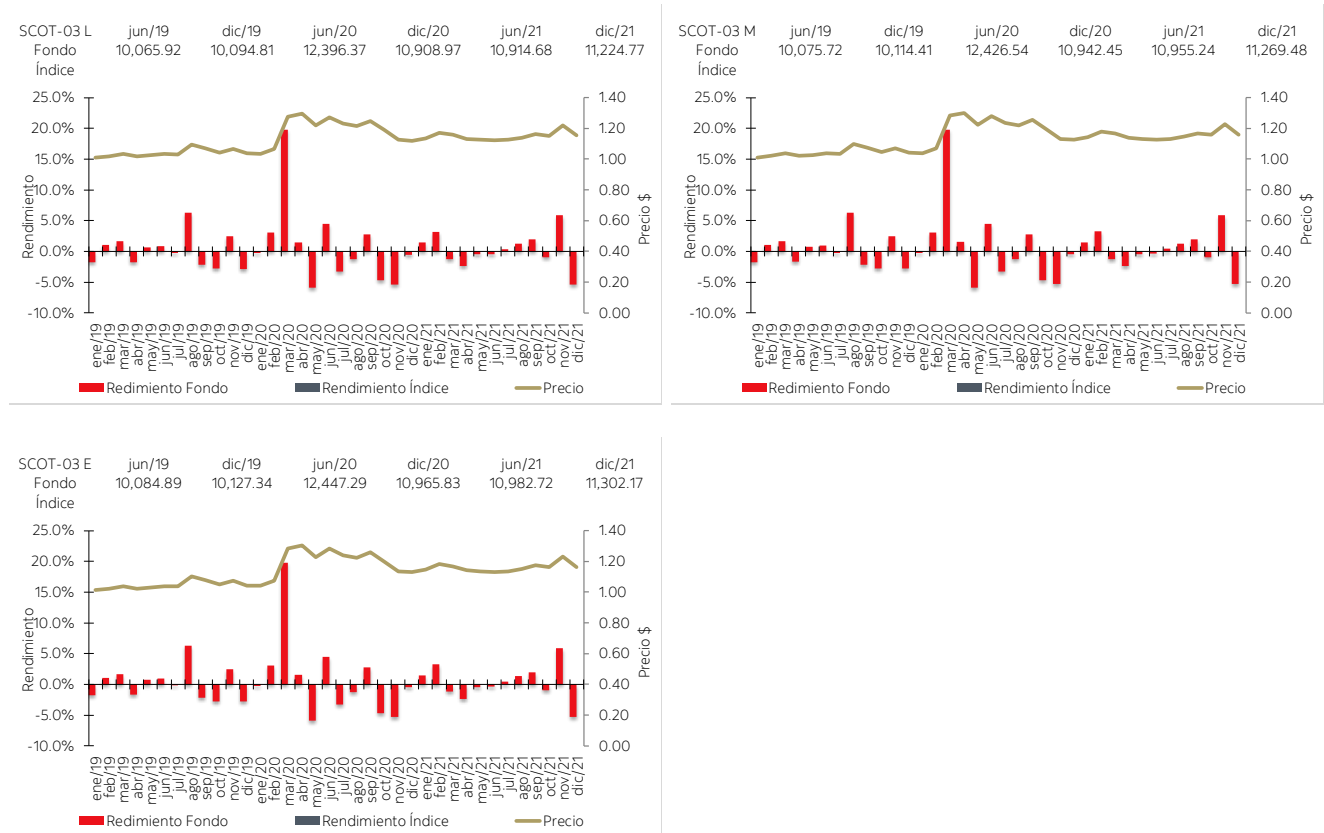 SCOT-03 L jun/19 dic/19 jun/20 dic/20 jun/21 dic/21
Fondo 10,065.92 10,094.81 12,396.37 10,908.97 10,914.68 11,224.77
Índice
25.0% 1.40
20.0% 1.20
15.0% 1.00
10.0% 0.80
5.0% 0.60
0.0% 0.40
-5.0% 0.20
-10.0% 0.00
Rendimiento
Precio $
ene/19 feb/19 mar/19 abr/19 may/19 jun/19 jul/19 ago/19 sep/19 oct/19 nov/19 dic/19 ene/20 feb/20 mar/20 abr/20 may/20 jun/20 jul/20 ago/20 sep/20 oct/20 nov/20 dic/20 ene/21 feb/21 mar/21 abr/21 may/21 jun/21 jul/21 ago/21 sep/21 oct/21 nov/21 dic/21
Redimiento Fondo Rendimiento Índice Precio
SCOT-03 M jun/19 dic/19 jun/20 dic/20 jun/21 dic/21
Fondo 10,075.72 10,114.41 12,426.54 10,942.45 10,955.24 11,269.48
Índice
25.0% 1.40
20.0% 1.20
15.0% 1.00
10.0% 0.80
5.0% 0.60
0.0% 0.40
-5.0% 0.20
-10.0% 0.00
Rendimiento
Precio $
ene/19 feb/19 mar/19 abr/19 may/19 jun/19 jul/19 ago/19 sep/19 oct/19 nov/19 dic/19 ene/20 feb/20 mar/20 abr/20 may/20 jun/20 jul/20 ago/20 sep/20 oct/20 nov/20 dic/20 ene/21 feb/21 mar/21 abr/21 may/21 jun/21 jul/21 ago/21 sep/21 oct/21 nov/21 dic/21
Redimiento Fondo Rendimiento Índice Precio
SCOT-03 E jun/19 dic/19 jun/20 dic/20 jun/21 dic/21
Fondo 10,084.89 10,127.34 12,447.29 10,965.83 10,982.72 11,302.17
Índice
25.0% 1.40
20.0% 1.20
15.0% 1.00
10.0% 0.80
5.0% 0.60
0.0% 0.40
-5.0% 0.20
-10.0% 0.00
Rendimiento
Precio $
ene/19 feb/19 mar/19 abr/19 may/19 jun/19 jul/19 ago/19 sep/19 oct/19 nov/19 dic/19 ene/20 feb/20 mar/20 abr/20 may/20 jun/20 jul/20 ago/20 sep/20 oct/20 nov/20 dic/20 ene/21 feb/21 mar/21 abr/21 may/21 jun/21 jul/21 ago/21 sep/21 oct/21 nov/21 dic/21
Redimiento Fondo Rendimiento Índice Precio